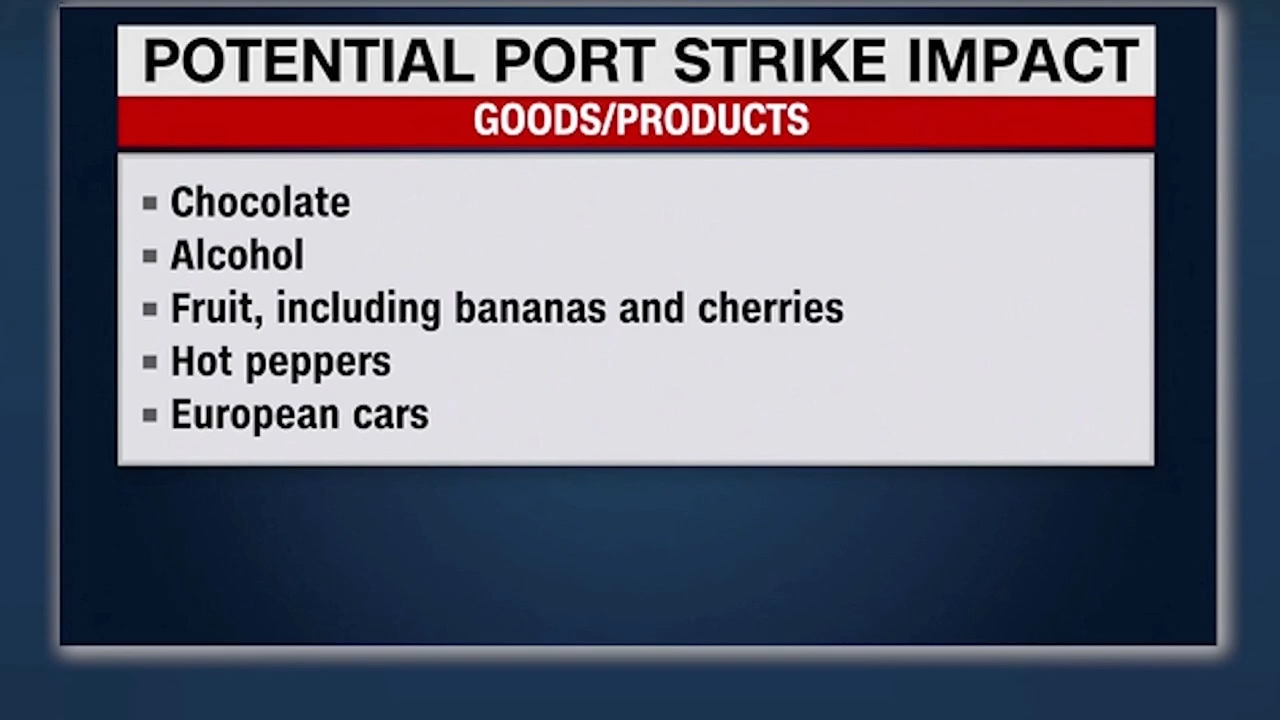 POTENTIAL PORT STRIKE IMPACT
GOODS/PRODUCTS
▪ Chocolate
▪ Alcohol
▪ Fruit, including bananas and cherries
▪ Hot peppers
▪ European cars